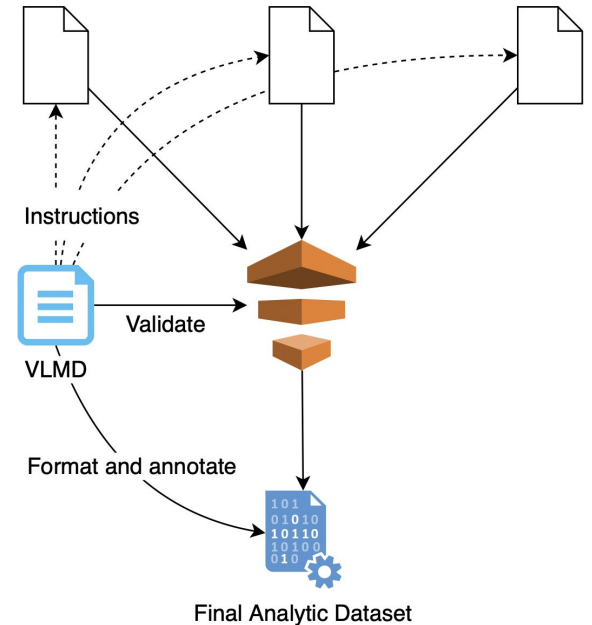 Instructions
Validate
VLMD
Format and annotate
101
01010
10110
10100
010
Final Analytic Dataset